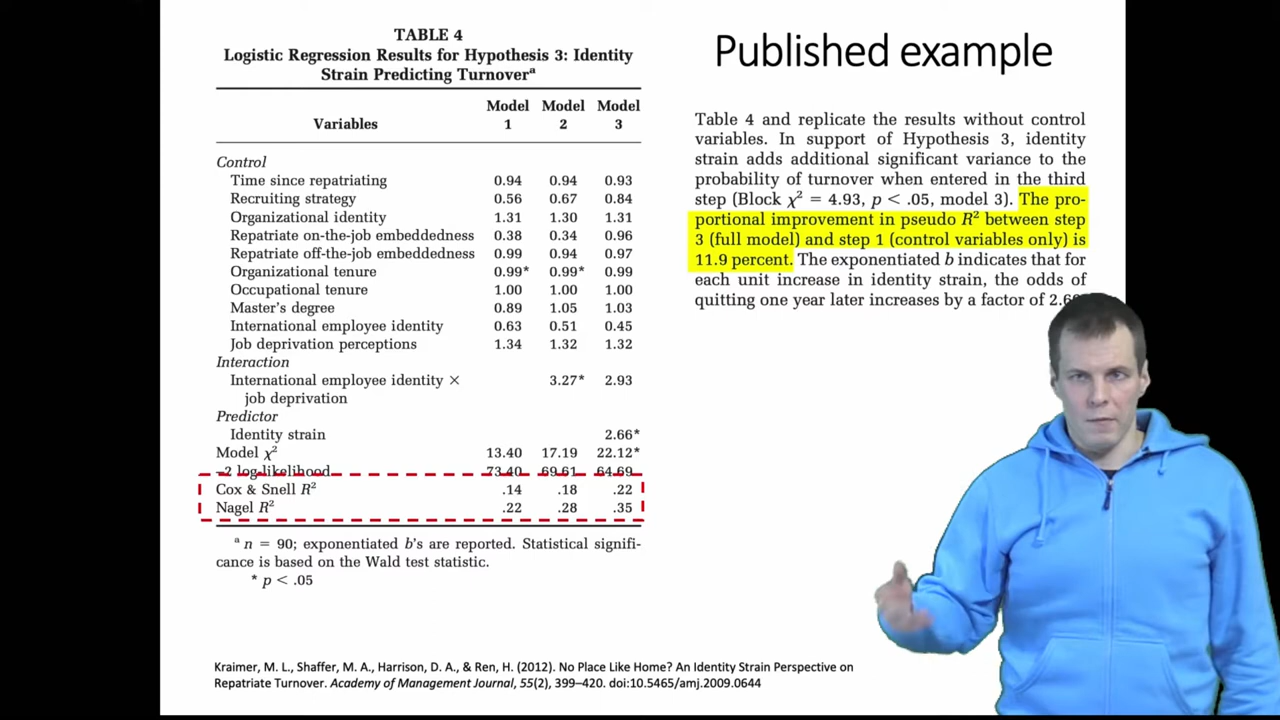 Published example
TABLE 4
Logistic Regression Results for Hypothesis 3: Identity
Strain Predicting Turnoverᵃ
Variables Model 1 Model 2 Model 3
Control
Time since repatriating 0.94 0.94 0.93
Recruiting strategy 0.56 0.67 0.84
Organizational identity 1.31 1.30 1.31
Repatriate on-the-job embeddedness 0.38 0.34 0.96
Repatriate off-the-job embeddedness 0.99 0.94 0.97
Organizational tenure 0.99* 0.99* 0.99
Occupational tenure 1.00 1.00 1.00
Master's degree 0.89 1.05 1.03
International employee identity 0.63 0.51 0.45
Job deprivation perceptions 1.34 1.32 1.32
Interaction
International employee identity × 3.27* 2.93
job deprivation
Predictor
Identity strain 2.66*
Model χ² 13.40 17.19 22.12*
−2 log-likelihood 73.40 69.61 64.69
Cox & Snell R² .14 .18 .22
Nagel R² .22 .28 .35
ᵃ n = 90; exponentiated b's are reported. Statistical signifi-
cance is based on the Wald test statistic.
* p < .05
Table 4 and replicate the results without control
variables. In support of Hypothesis 3, identity
strain adds additional significant variance to the
probability of turnover when entered in the third
step (Block χ² = 4.93, p < .05, model 3). The pro-
portional improvement in pseudo R² between step
3 (full model) and step 1 (control variables only) is
11.9 percent. The exponentiated b indicates that for
each unit increase in identity strain, the odds of
quitting one year later increases by a factor of
Kraimer, M. L., Shaffer, M. A., Harrison, D. A., & Ren, H. (2012). No Place Like Home? An Identity Strain Perspective on
Repatriate Turnover. Academy of Management Journal, 55(2), 399–420. doi:10.5465/amj.2009.0644